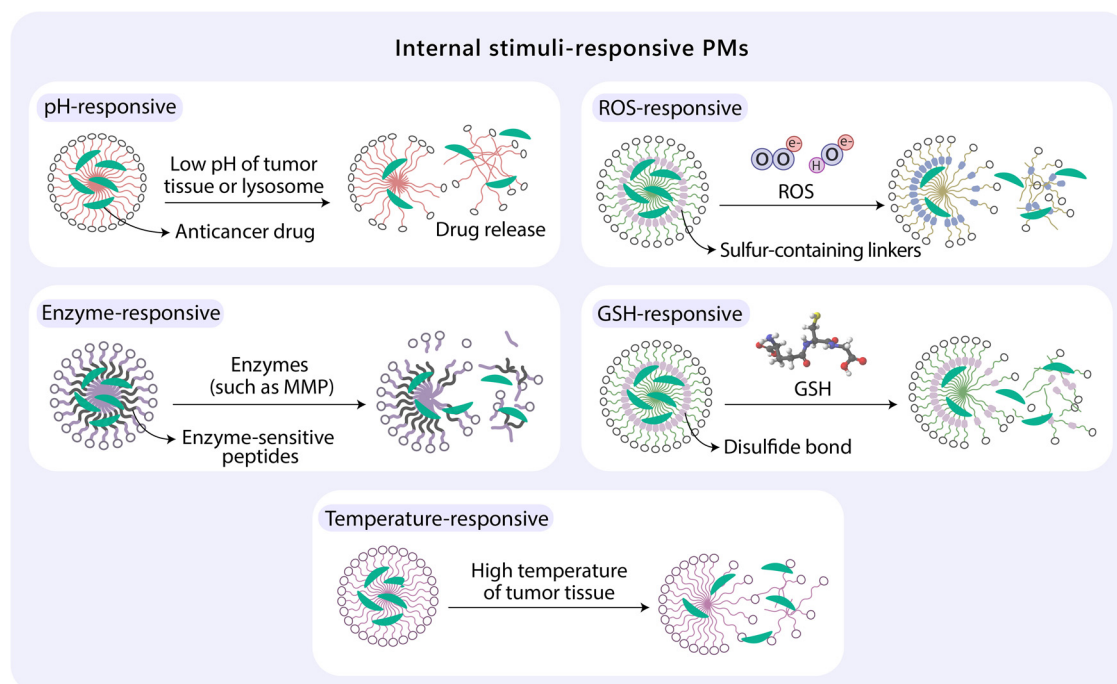 Internal stimuli-responsive PMs
pH-responsive
Low pH of tumor
tissue or lysosome
Anticancer drug
Drug release
ROS-responsive
O O e-
H O e-
ROS
Sulfur-containing linkers
Enzyme-responsive
Enzymes
(such as MMP)
Enzyme-sensitive
peptides
GSH-responsive
GSH
Disulfide bond
Temperature-responsive
High temperature
of tumor tissue